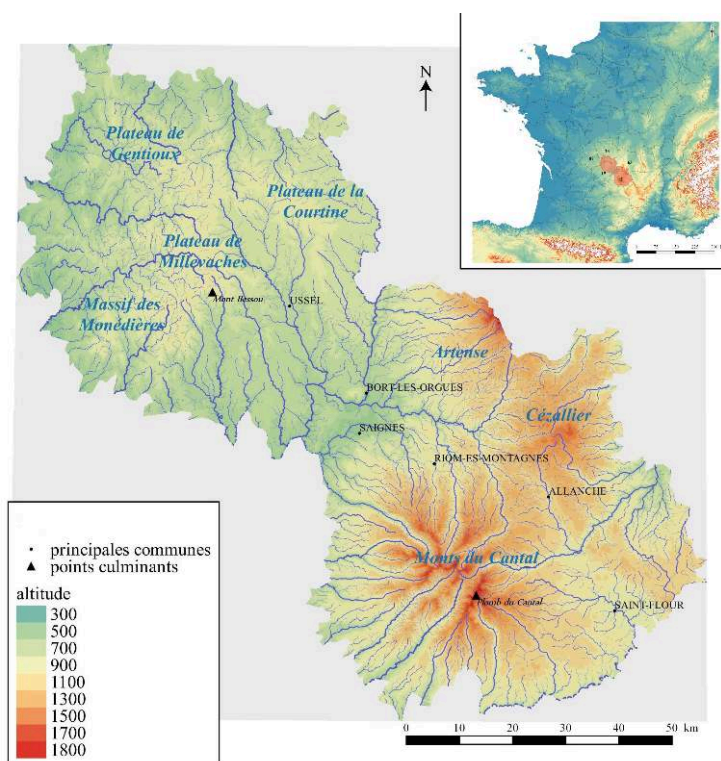 N
Plateau de
Gentioux
Plateau de la
Courtine
Plateau de
Millevaches
Mont Bessou
USSEL
Massif des
Monédières
Artense
BORT-LES-ORGUES
Cézallier
SAIGNES
RIOM-ES-MONTAGNES
ALLANCHE
Monts du Cantal
Plomb du Cantal
SAINT-FLOUR
principales communes
points culminants
altitude
300
500
700
900
1100
1300
1500
1700
1800
0 10 20 30 40 50 km